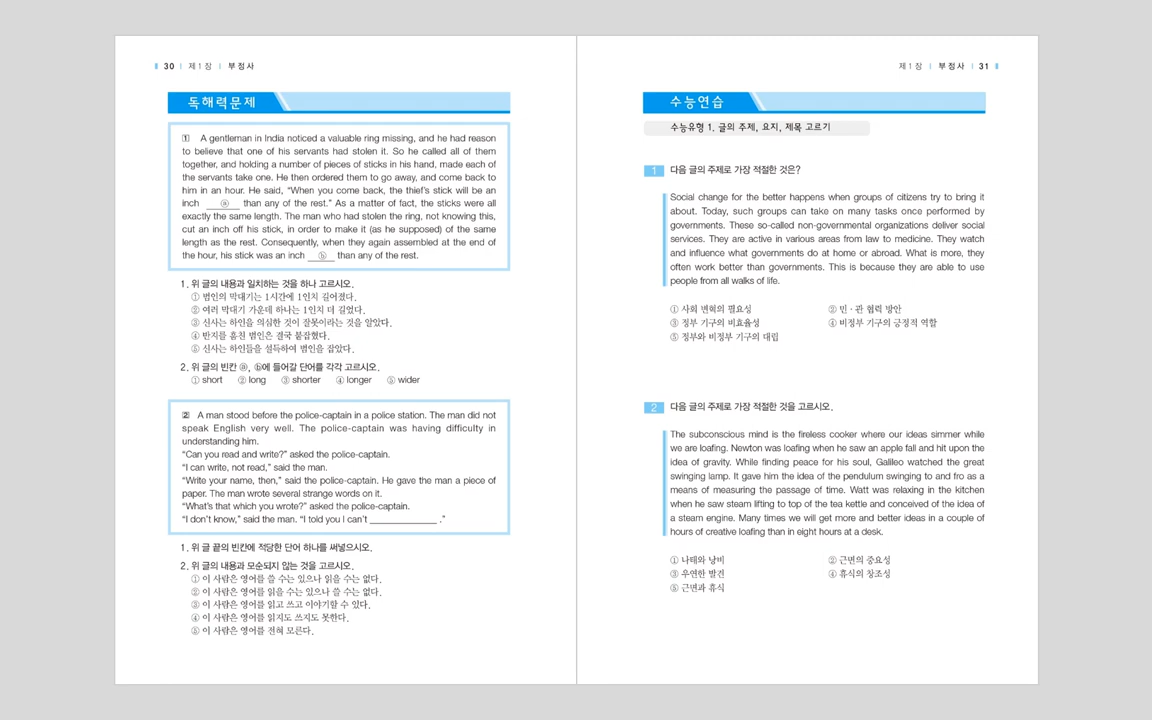 30 | 제1장 | 부정사
독해력문제
1 A gentleman in India noticed a valuable ring missing, and he had reason
to believe that one of his servants had stolen it. So he called all of them
together, and holding a number of pieces of sticks in his hand, made each of
the servants take one. He then ordered them to go away, and come back to
him in an hour. He said, “When you come back, the thief's stick will be an
inch ⓐ than any of the rest.” As a matter of fact, the sticks were all
exactly the same length. The man who had stolen the ring, not knowing this,
cut an inch off his stick, in order to make it (as he supposed) of the same
length as the rest. Consequently, when they again assembled at the end of
the hour, his stick was an inch ⓑ than any of the rest.
1. 위 글의 내용과 일치하는 것을 하나 고르시오.
① 범인의 막대기는 1시간에 1인치 길어졌다.
② 여러 막대기 가운데 하나는 1인치 더 길었다.
③ 신사는 하인을 의심한 것이 잘못이라는 것을 알았다.
④ 반지를 훔친 범인은 결국 붙잡혔다.
⑤ 신사는 하인들을 설득하여 범인을 잡았다.
2. 위 글의 빈칸 ⓐ, ⓑ에 들어갈 단어를 각각 고르시오.
① short ② long ③ shorter ④ longer ⑤ wider
2 A man stood before the police-captain in a police station. The man did not
speak English very well. The police-captain was having difficulty in
understanding him.
“Can you read and write?” asked the police-captain.
“I can write, not read,” said the man.
“Write your name, then,” said the police-captain. He gave the man a piece of
paper. The man wrote several strange words on it.
“What's that which you wrote?” asked the police-captain.
“I don't know,” said the man. “I told you I can't ____________ .”
1. 위 글 끝의 빈칸에 적당한 단어 하나를 써넣으시오.
2. 위 글의 내용과 모순되지 않는 것을 고르시오.
① 이 사람은 영어를 쓸 수는 있으나 읽을 수는 없다.
② 이 사람은 영어를 읽을 수는 있으나 쓸 수는 없다.
③ 이 사람은 영어를 읽고 쓰고 이야기할 수 있다.
④ 이 사람은 영어를 읽지도 쓰지도 못한다.
⑤ 이 사람은 영어를 전혀 모른다.
제1장 | 부정사 | 31
수능연습
수능유형 1. 글의 주제, 요지, 제목 고르기
1 다음 글의 주제로 가장 적절한 것은?
Social change for the better happens when groups of citizens try to bring it
about. Today, such groups can take on many tasks once performed by
governments. These so-called non-governmental organizations deliver social
services. They are active in various areas from law to medicine. They watch
and influence what governments do at home or abroad. What is more, they
often work better than governments. This is because they are able to use
people from all walks of life.
① 사회 변혁의 필요성 ② 민·관 협력 방안
③ 정부 기구의 비효율성 ④ 비정부 기구의 긍정적 역할
⑤ 정부와 비정부 기구의 대립
2 다음 글의 주제로 가장 적절한 것을 고르시오.
The subconscious mind is the fireless cooker where our ideas simmer while
we are loafing. Newton was loafing when he saw an apple fall and hit upon the
idea of gravity. While finding peace for his soul, Galileo watched the great
swinging lamp. It gave him the idea of the pendulum swinging to and fro as a
means of measuring the passage of time. Watt was relaxing in the kitchen
when he saw steam lifting to top of the tea kettle and conceived of the idea of
a steam engine. Many times we will get more and better ideas in a couple of
hours of creative loafing than in eight hours at a desk.
① 나태와 낭비 ② 근면의 중요성
③ 우연한 발견 ④ 휴식의 창조성
⑤ 근면과 휴식